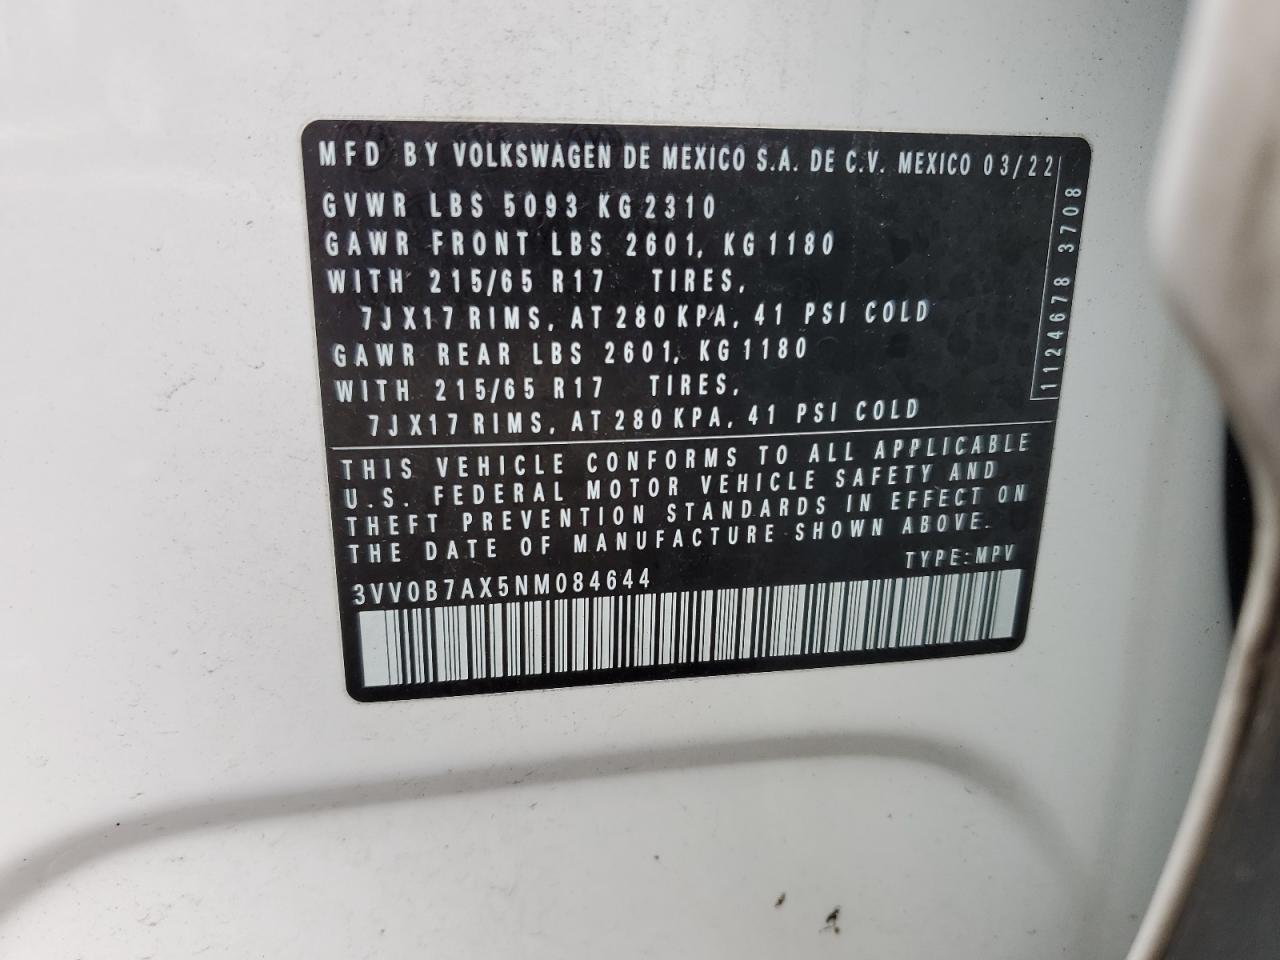 MFD BY VOLKSWAGEN DE MEXICO S.A. DE C.V. MEXICO 03/22
GVWR LBS 5093 KG 2310
GAWR FRONT LBS 2601, KG 1180
WITH 215/65 R17 TIRES,
7JX17 RIMS, AT 280 KPA, 41 PSI COLD
GAWR REAR LBS 2601, KG 1180
WITH 215/65 R17 TIRES,
7JX17 RIMS, AT 280 KPA, 41 PSI COLD
1124678 3708
THIS VEHICLE CONFORMS TO ALL APPLICABLE
U.S. FEDERAL MOTOR VEHICLE SAFETY AND
THEFT PREVENTION STANDARDS IN EFFECT ON
THE DATE OF MANUFACTURE SHOWN ABOVE.
TYPE:MPV
3VV0B7AX5NM084644